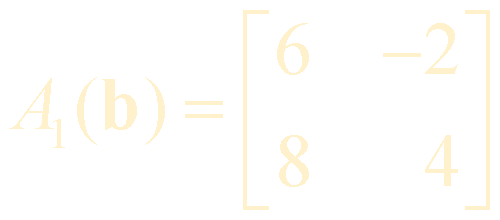 A₁(b) = [ 6 −2
8 4 ]